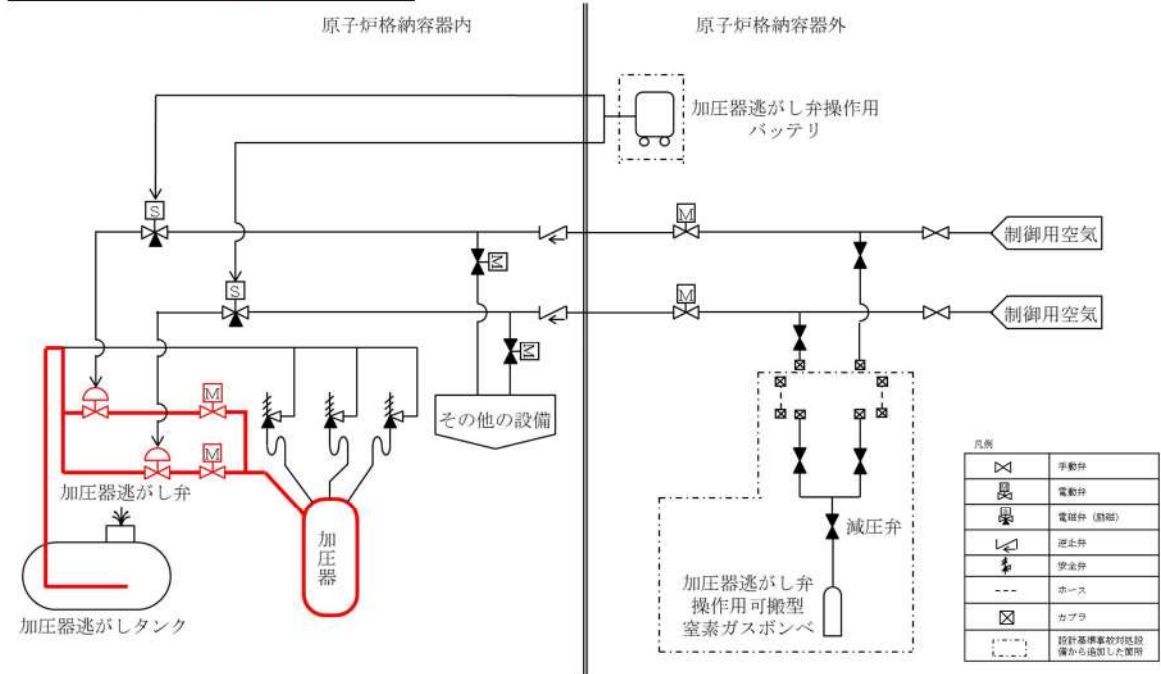 原子炉格納容器内
原子炉格納容器外
加圧器逃がし弁操作用
バッテリ
S
M
制御用空気
M
S
M
制御用空気
M
M
M
その他の設備
加圧器逃がし弁
加圧器
加圧器逃がしタンク
減圧弁
加圧器逃がし弁
操作用可搬型
窒素ガスボンベ
凡例
手動弁
電動弁
電磁弁（励磁）
逆止弁
安全弁
ホース
カプラ
設計基準事故対処設
備から追加した箇所